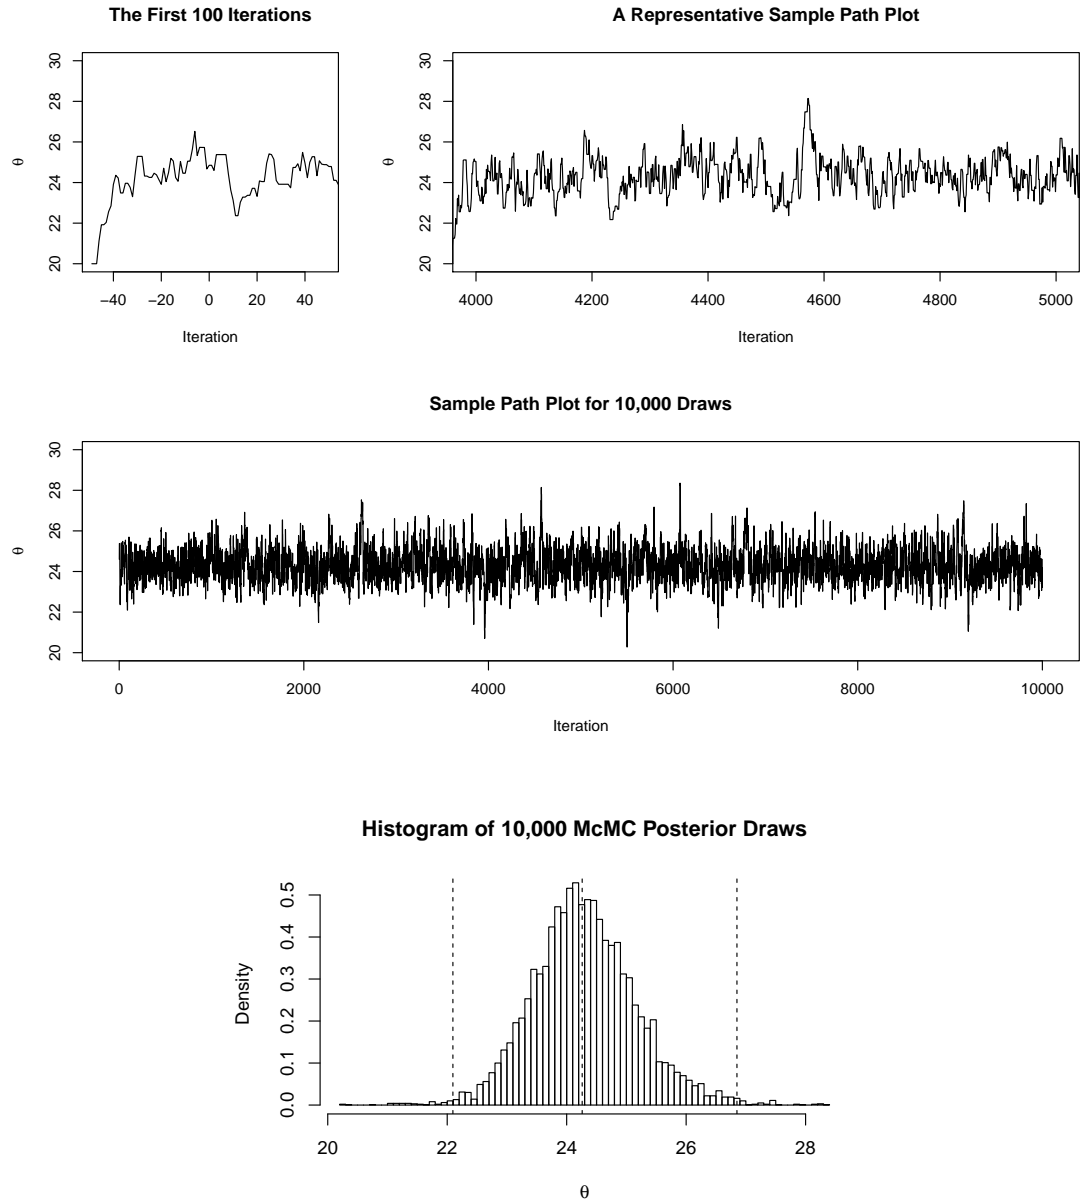 The First 100 Iterations
A Representative Sample Path Plot
30
28
26
24
22
20
θ
−40 −20 0 20 40
Iteration
30
28
26
24
22
20
θ
4000 4200 4400 4600 4800 5000
Iteration
Sample Path Plot for 10,000 Draws
30
28
26
24
22
20
θ
0 2000 4000 6000 8000 10000
Iteration
Histogram of 10,000 McMC Posterior Draws
0.5
0.4
0.3
0.2
0.1
0.0
Density
20 22 24 26 28
θ